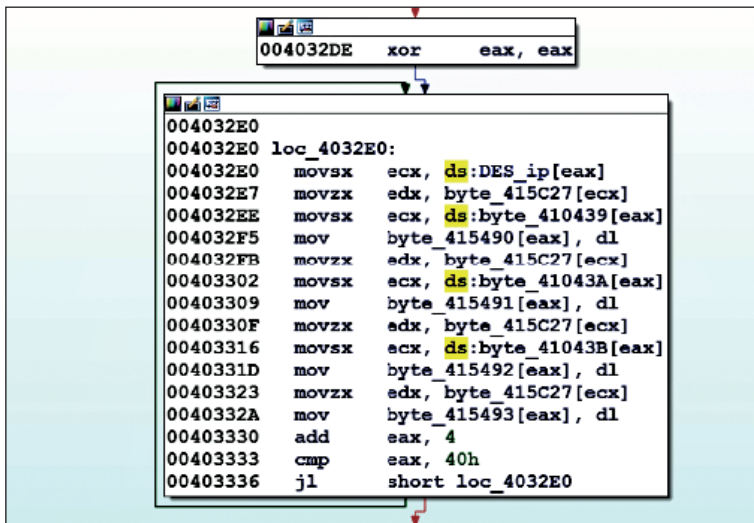 004032DE xor eax, eax
004032E0
004032E0 loc_4032E0:
004032E0 movsx ecx, ds:DES_ip[eax]
004032E7 movzx edx, byte_415C27[ecx]
004032EE movsx ecx, ds:byte_410439[eax]
004032F5 mov byte_415490[eax], dl
004032FB movzx edx, byte_415C27[ecx]
00403302 movsx ecx, ds:byte_41043A[eax]
00403309 mov byte_415491[eax], dl
0040330F movzx edx, byte_415C27[ecx]
00403316 movsx ecx, ds:byte_41043B[eax]
0040331D mov byte_415492[eax], dl
00403323 movzx edx, byte_415C27[ecx]
0040332A mov byte_415493[eax], dl
00403330 add eax, 4
00403333 cmp eax, 40h
00403336 jl short loc_4032E0